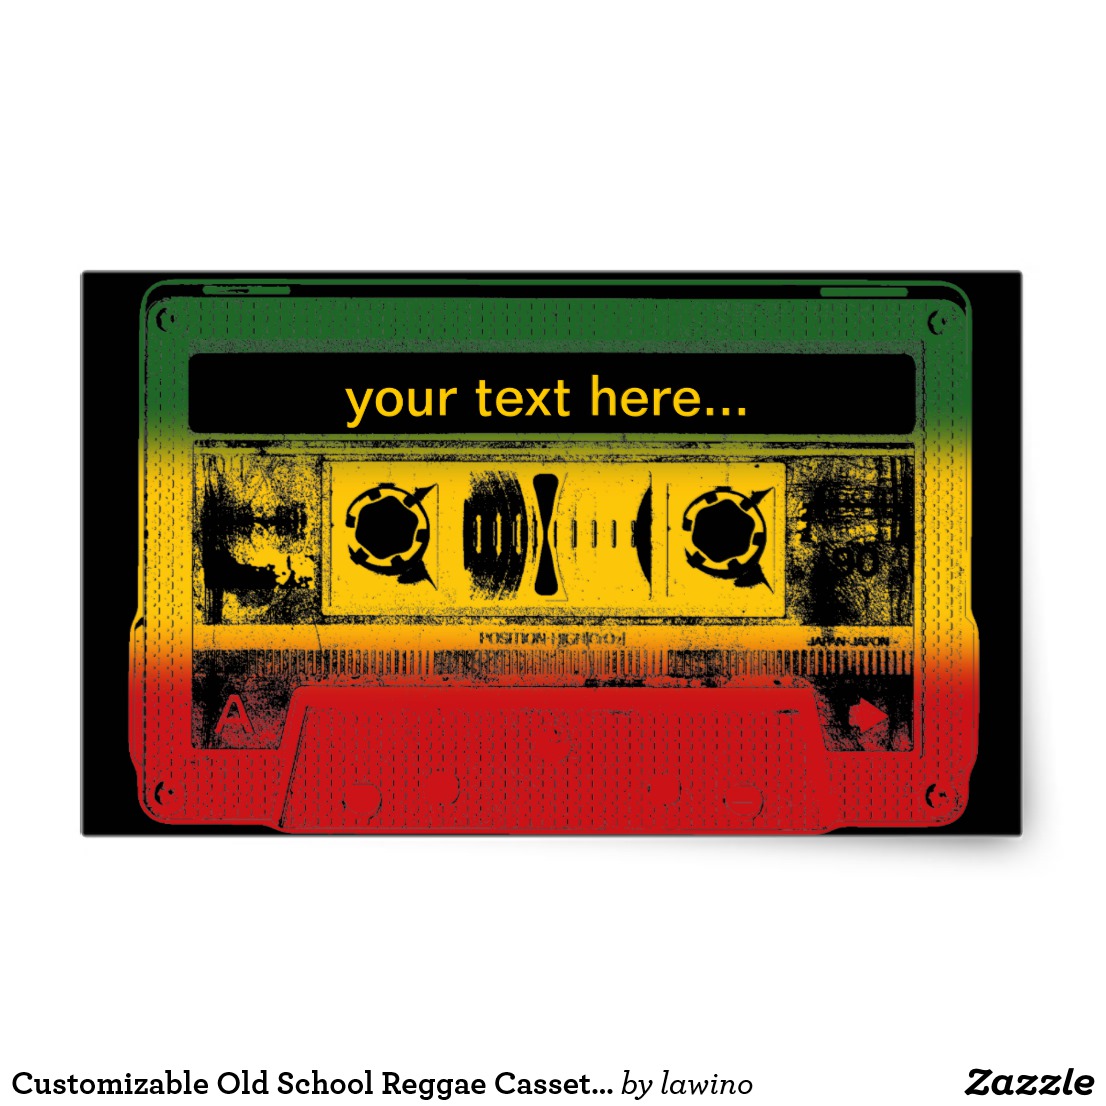 your text here...
90
POSITION HIGH
JAPAN-JAPON
A
Customizable Old School Reggae Casset... by lawino
Zazzle